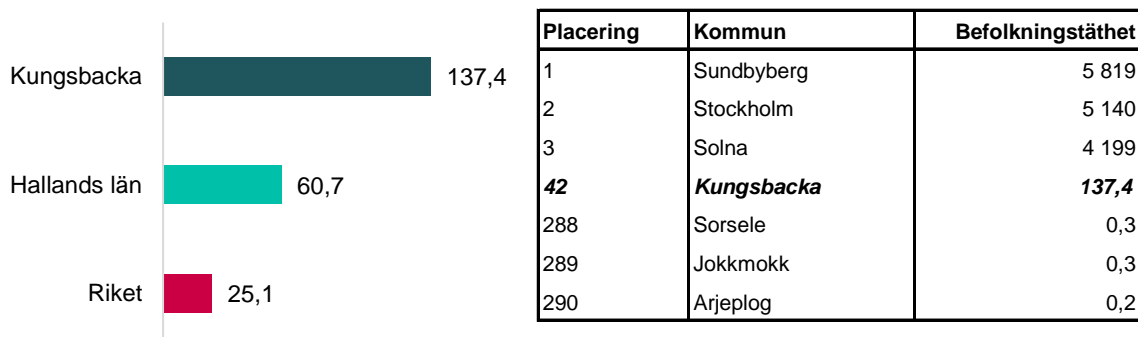 Kungsbacka 137,4
Hallands län 60,7
Riket 25,1
Placering Kommun Befolkningstäthet
1 Sundbyberg 5 819
2 Stockholm 5 140
3 Solna 4 199
42 Kungsbacka 137,4
288 Sorsele 0,3
289 Jokkmokk 0,3
290 Arjeplog 0,2